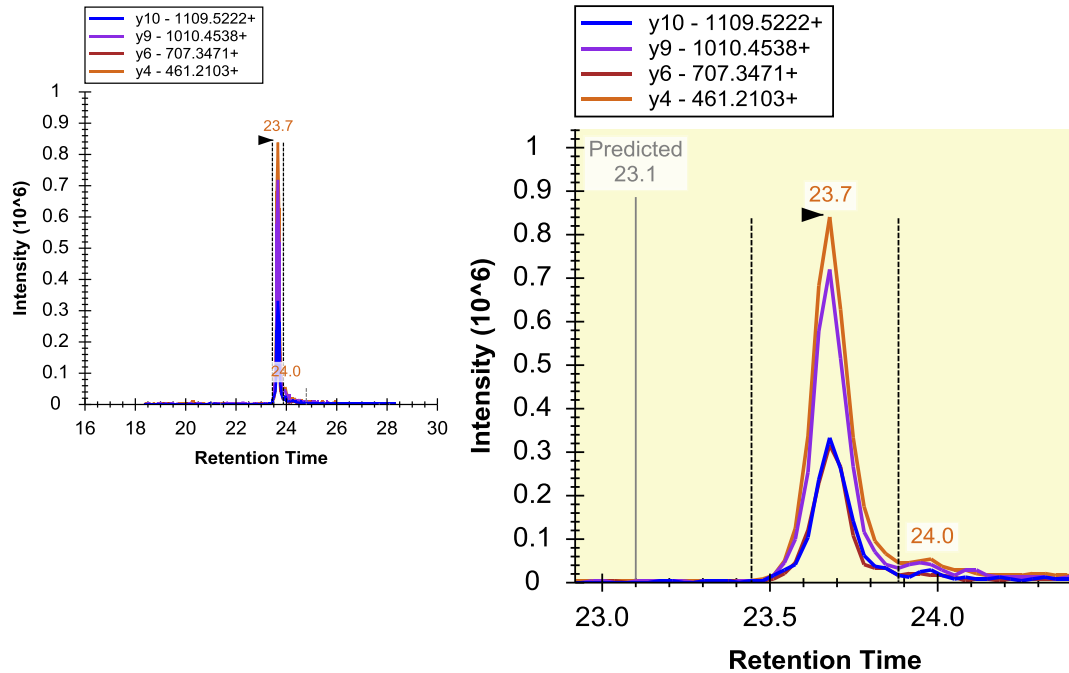 y10 - 1109.5222+
y9 - 1010.4538+
y6 - 707.3471+
y4 - 461.2103+
1
0.9
0.8
0.7
0.6
0.5
0.4
0.3
0.2
0.1
0
Intensity (10^6)
23.7
24.0
16 18 20 22 24 26 28 30
Retention Time
y10 - 1109.5222+
y9 - 1010.4538+
y6 - 707.3471+
y4 - 461.2103+
1
0.9
0.8
0.7
0.6
0.5
0.4
0.3
0.2
0.1
0
Intensity (10^6)
Predicted
23.1
23.7
24.0
23.0 23.5 24.0
Retention Time